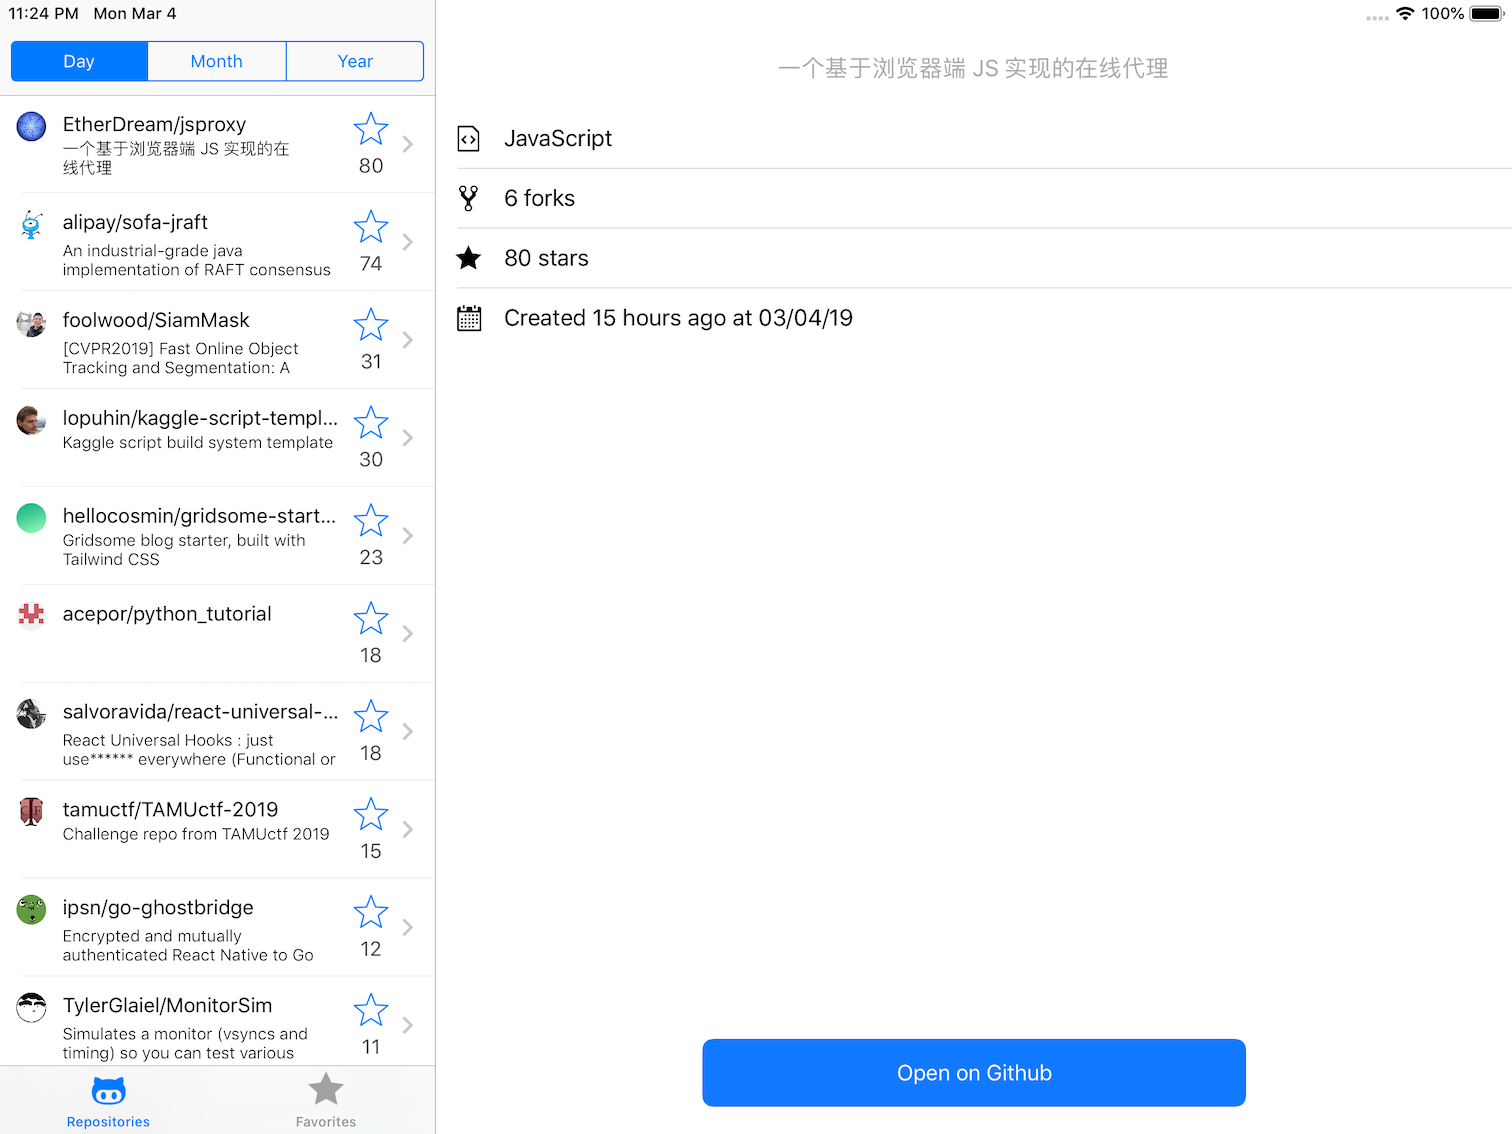 11:24 PM Mon Mar 4
100%
Day Month Year
EtherDream/jsproxy
一个基于浏览器端 JS 实现的在
线代理
80
alipay/sofa-jraft
An industrial-grade java
implementation of RAFT consensus
74
foolwood/SiamMask
[CVPR2019] Fast Online Object
Tracking and Segmentation: A
31
lopuhin/kaggle-script-templ...
Kaggle script build system template
30
hellocosmin/gridsome-start...
Gridsome blog starter, built with
Tailwind CSS
23
acepor/python_tutorial
18
salvoravida/react-universal-...
React Universal Hooks : just
use****** everywhere (Functional or
18
tamuctf/TAMUctf-2019
Challenge repo from TAMUctf 2019
15
ipsn/go-ghostbridge
Encrypted and mutually
authenticated React Native to Go
12
TylerGlaiel/MonitorSim
Simulates a monitor (vsyncs and
timing) so you can test various
11
Repositories Favorites
一个基于浏览器端 JS 实现的在线代理
JavaScript
6 forks
80 stars
Created 15 hours ago at 03/04/19
Open on Github